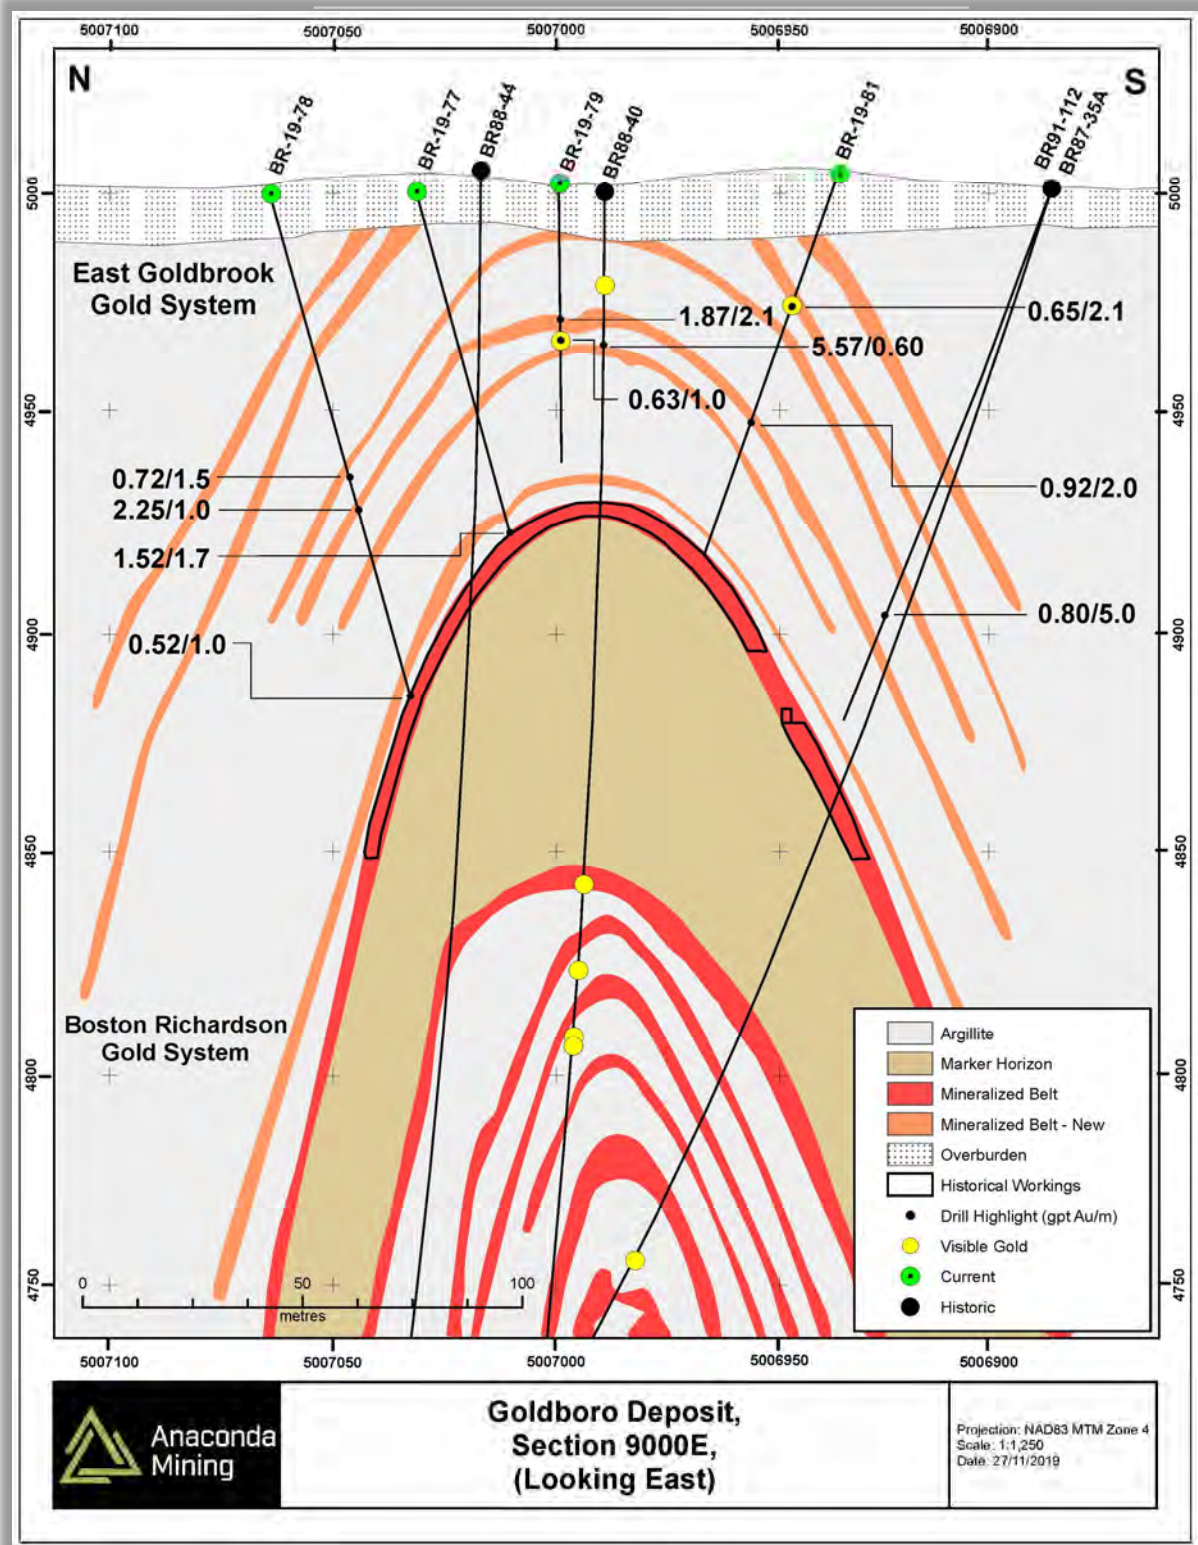 5007100
5007050
5007000
5006950
5006900
N
S
BR-19-78
BR-19-77
BR88-44
BR-19-79
BR88-40
BR-19-81
BR91-112
BR87-35A
5000
5000
East Goldbrook
Gold System
1.87/2.1
0.65/2.1
5.57/0.60
0.63/1.0
4950
4950
0.72/1.5
0.92/2.0
2.25/1.0
1.52/1.7
0.80/5.0
4900
4900
0.52/1.0
4850
4850
Boston Richardson
Gold System
4800
4800
Argillite
Marker Horizon
Mineralized Belt
Mineralized Belt - New
Overburden
Historical Workings
Drill Highlight (gpt Au/m)
Visible Gold
Current
Historic
4750
4750
0
50
100
metres
5007100
5007050
5007000
5006950
5006900
Anaconda
Mining
Goldboro Deposit,
Section 9000E,
(Looking East)
Projection: NAD83 MTM Zone 4
Scale: 1:1,250
Date: 27/11/2019